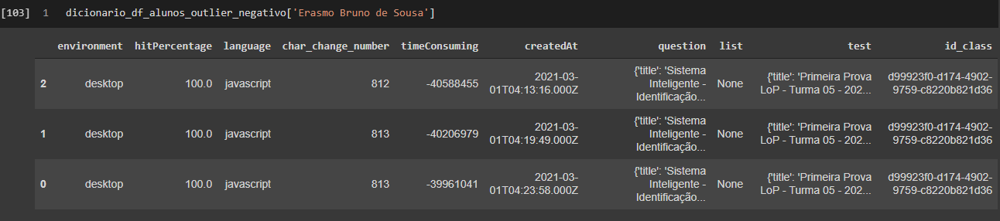 [103] 1 dicionario_df_alunos_outlier_negativo['Erasmo Bruno de Sousa']
environment hitPercentage language char_change_number timeConsuming createdAt question list test id_class
2 desktop 100.0 javascript 812 -40588455 2021-03-01T04:13:16.000Z {'title': 'Sistema Inteligente - Identificação... None {'title': 'Primeira Prova LoP - Turma 05 - 202... d99923f0-d174-4902-9759-c8220b821d36
1 desktop 100.0 javascript 813 -40206979 2021-03-01T04:19:49.000Z {'title': 'Sistema Inteligente - Identificação... None {'title': 'Primeira Prova LoP - Turma 05 - 202... d99923f0-d174-4902-9759-c8220b821d36
0 desktop 100.0 javascript 813 -39961041 2021-03-01T04:23:58.000Z {'title': 'Sistema Inteligente - Identificação... None {'title': 'Primeira Prova LoP - Turma 05 - 202... d99923f0-d174-4902-9759-c8220b821d36